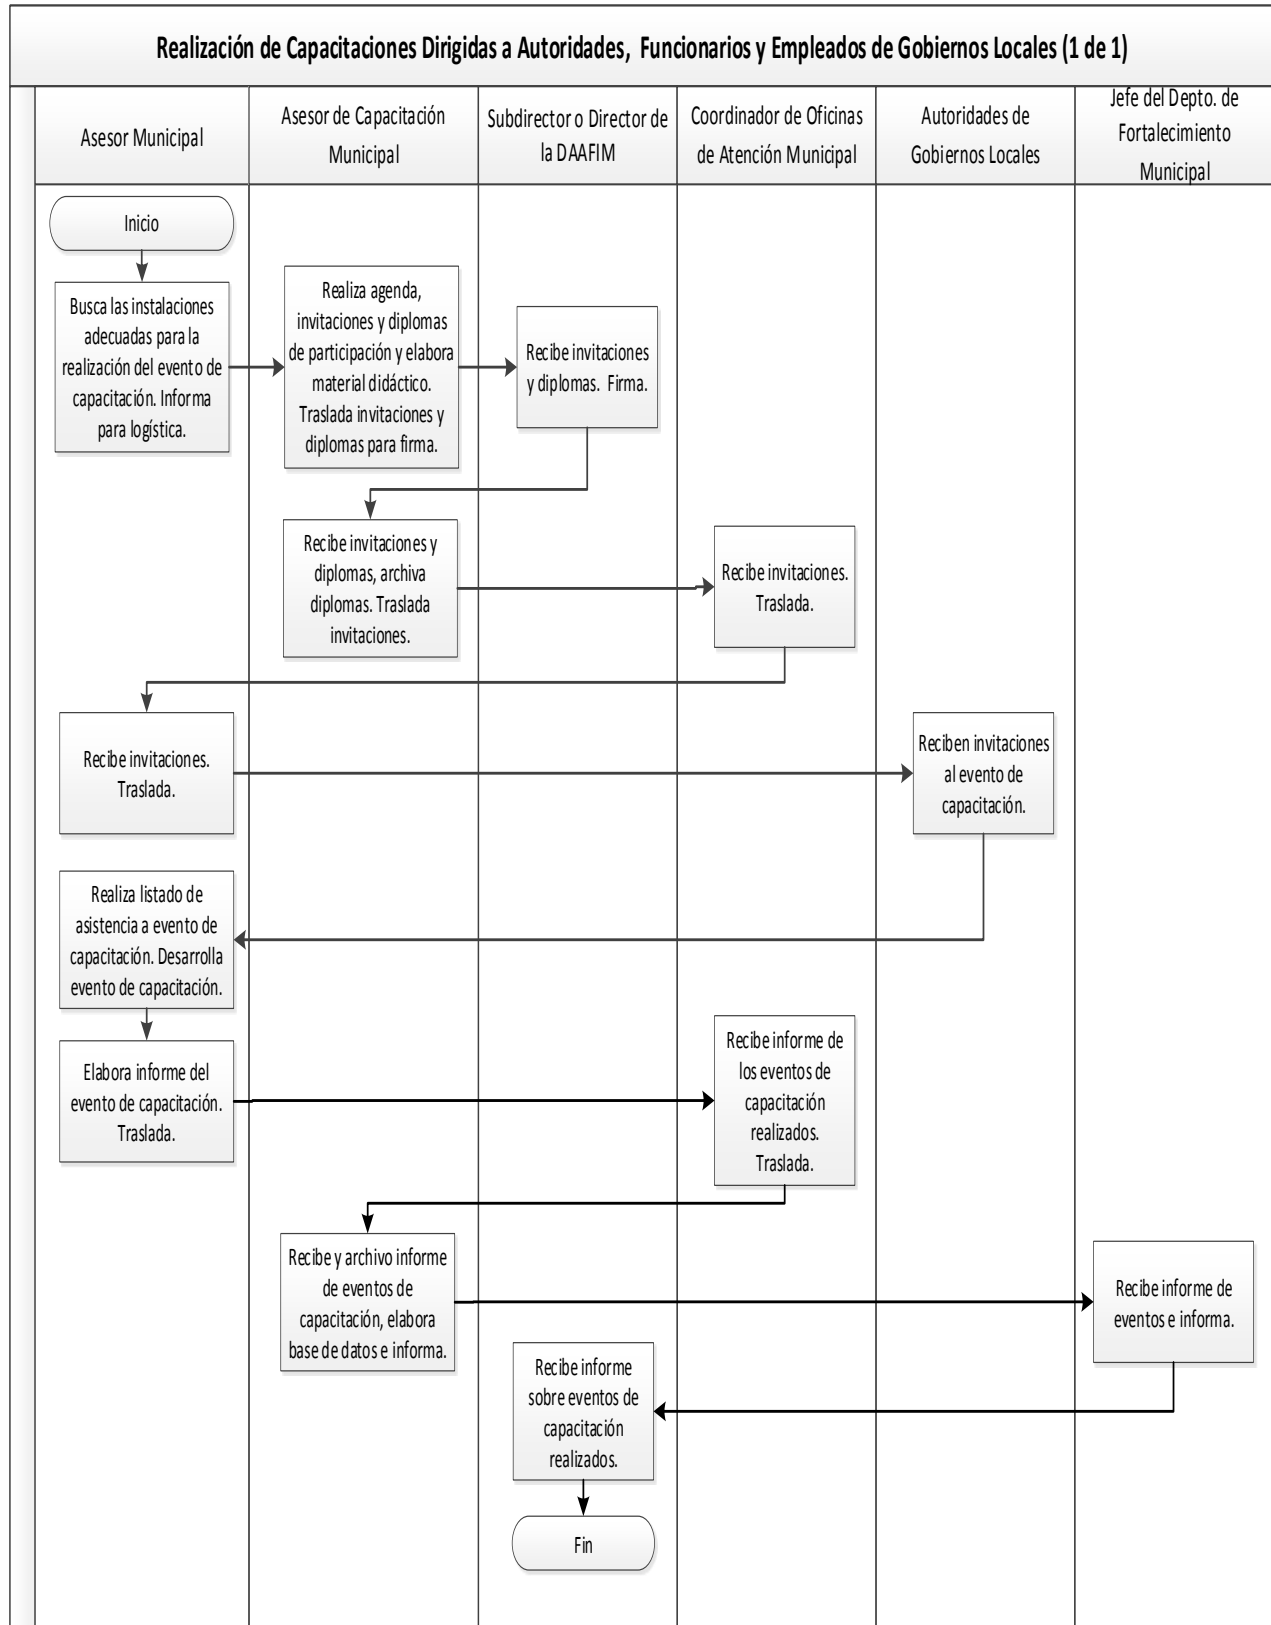 Realización de Capacitaciones Dirigidas a Autoridades, Funcionarios y Empleados de Gobiernos Locales (1 de 1)
Asesor Municipal
Asesor de Capacitación
Municipal
Subdirector o Director de
la DAAFIM
Coordinador de Oficinas
de Atención Municipal
Autoridades de
Gobiernos Locales
Jefe del Depto. de
Fortalecimiento
Municipal
Inicio
Busca las instalaciones
adecuadas para la
realización del evento de
capacitación. Informa
para logística.
Realiza agenda,
invitaciones y diplomas
de participación y elabora
material didáctico.
Traslada invitaciones y
diplomas para firma.
Recibe invitaciones
y diplomas. Firma.
Recibe invitaciones y
diplomas, archiva
diplomas. Traslada
invitaciones.
Recibe invitaciones.
Traslada.
Recibe invitaciones.
Traslada.
Reciben invitaciones
al evento de
capacitación.
Realiza listado de
asistencia a evento de
capacitación. Desarrolla
evento de capacitación.
Elabora informe del
evento de capacitación.
Traslada.
Recibe informe de
los eventos de
capacitación
realizados.
Traslada.
Recibe y archivo informe
de eventos de
capacitación, elabora
base de datos e informa.
Recibe informe de
eventos e informa.
Recibe informe
sobre eventos de
capacitación
realizados.
Fin